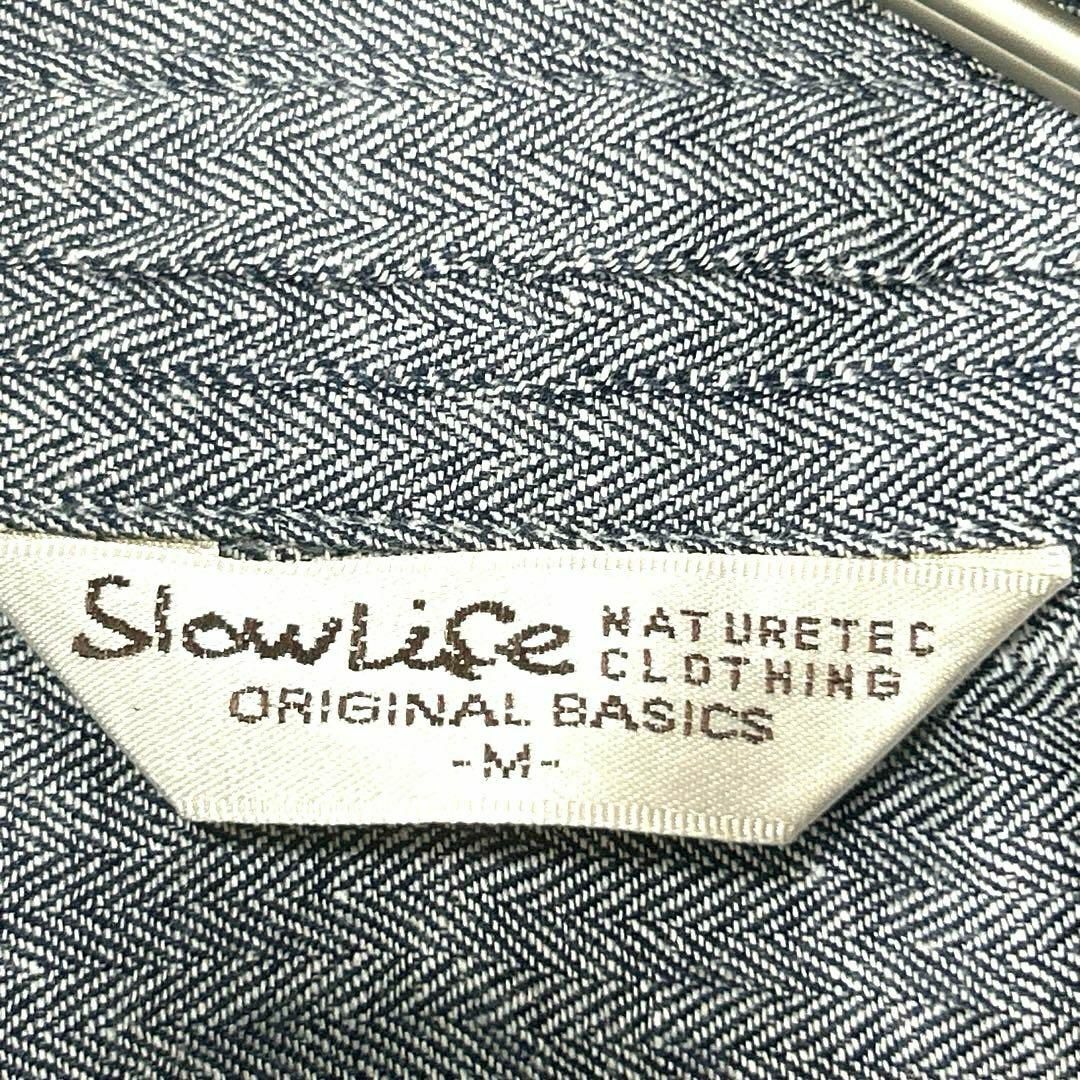 SlowLife NATURETEC
CLOTHING
ORIGINAL BASICS
-M-